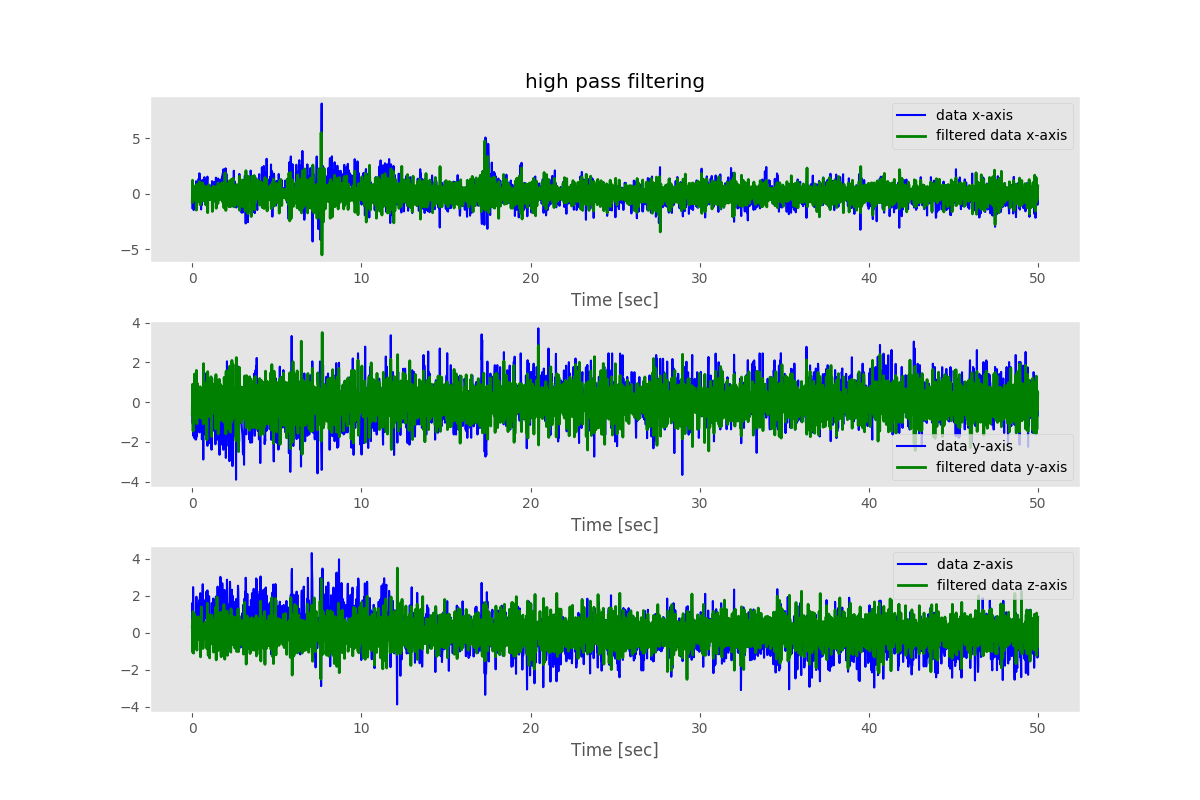 high pass filtering
data x-axis
filtered data x-axis
5
0
−5
0 10 20 30 40 50
Time [sec]
4
2
0
−2
−4
data y-axis
filtered data y-axis
0 10 20 30 40 50
Time [sec]
4
2
0
−2
−4
data z-axis
filtered data z-axis
0 10 20 30 40 50
Time [sec]